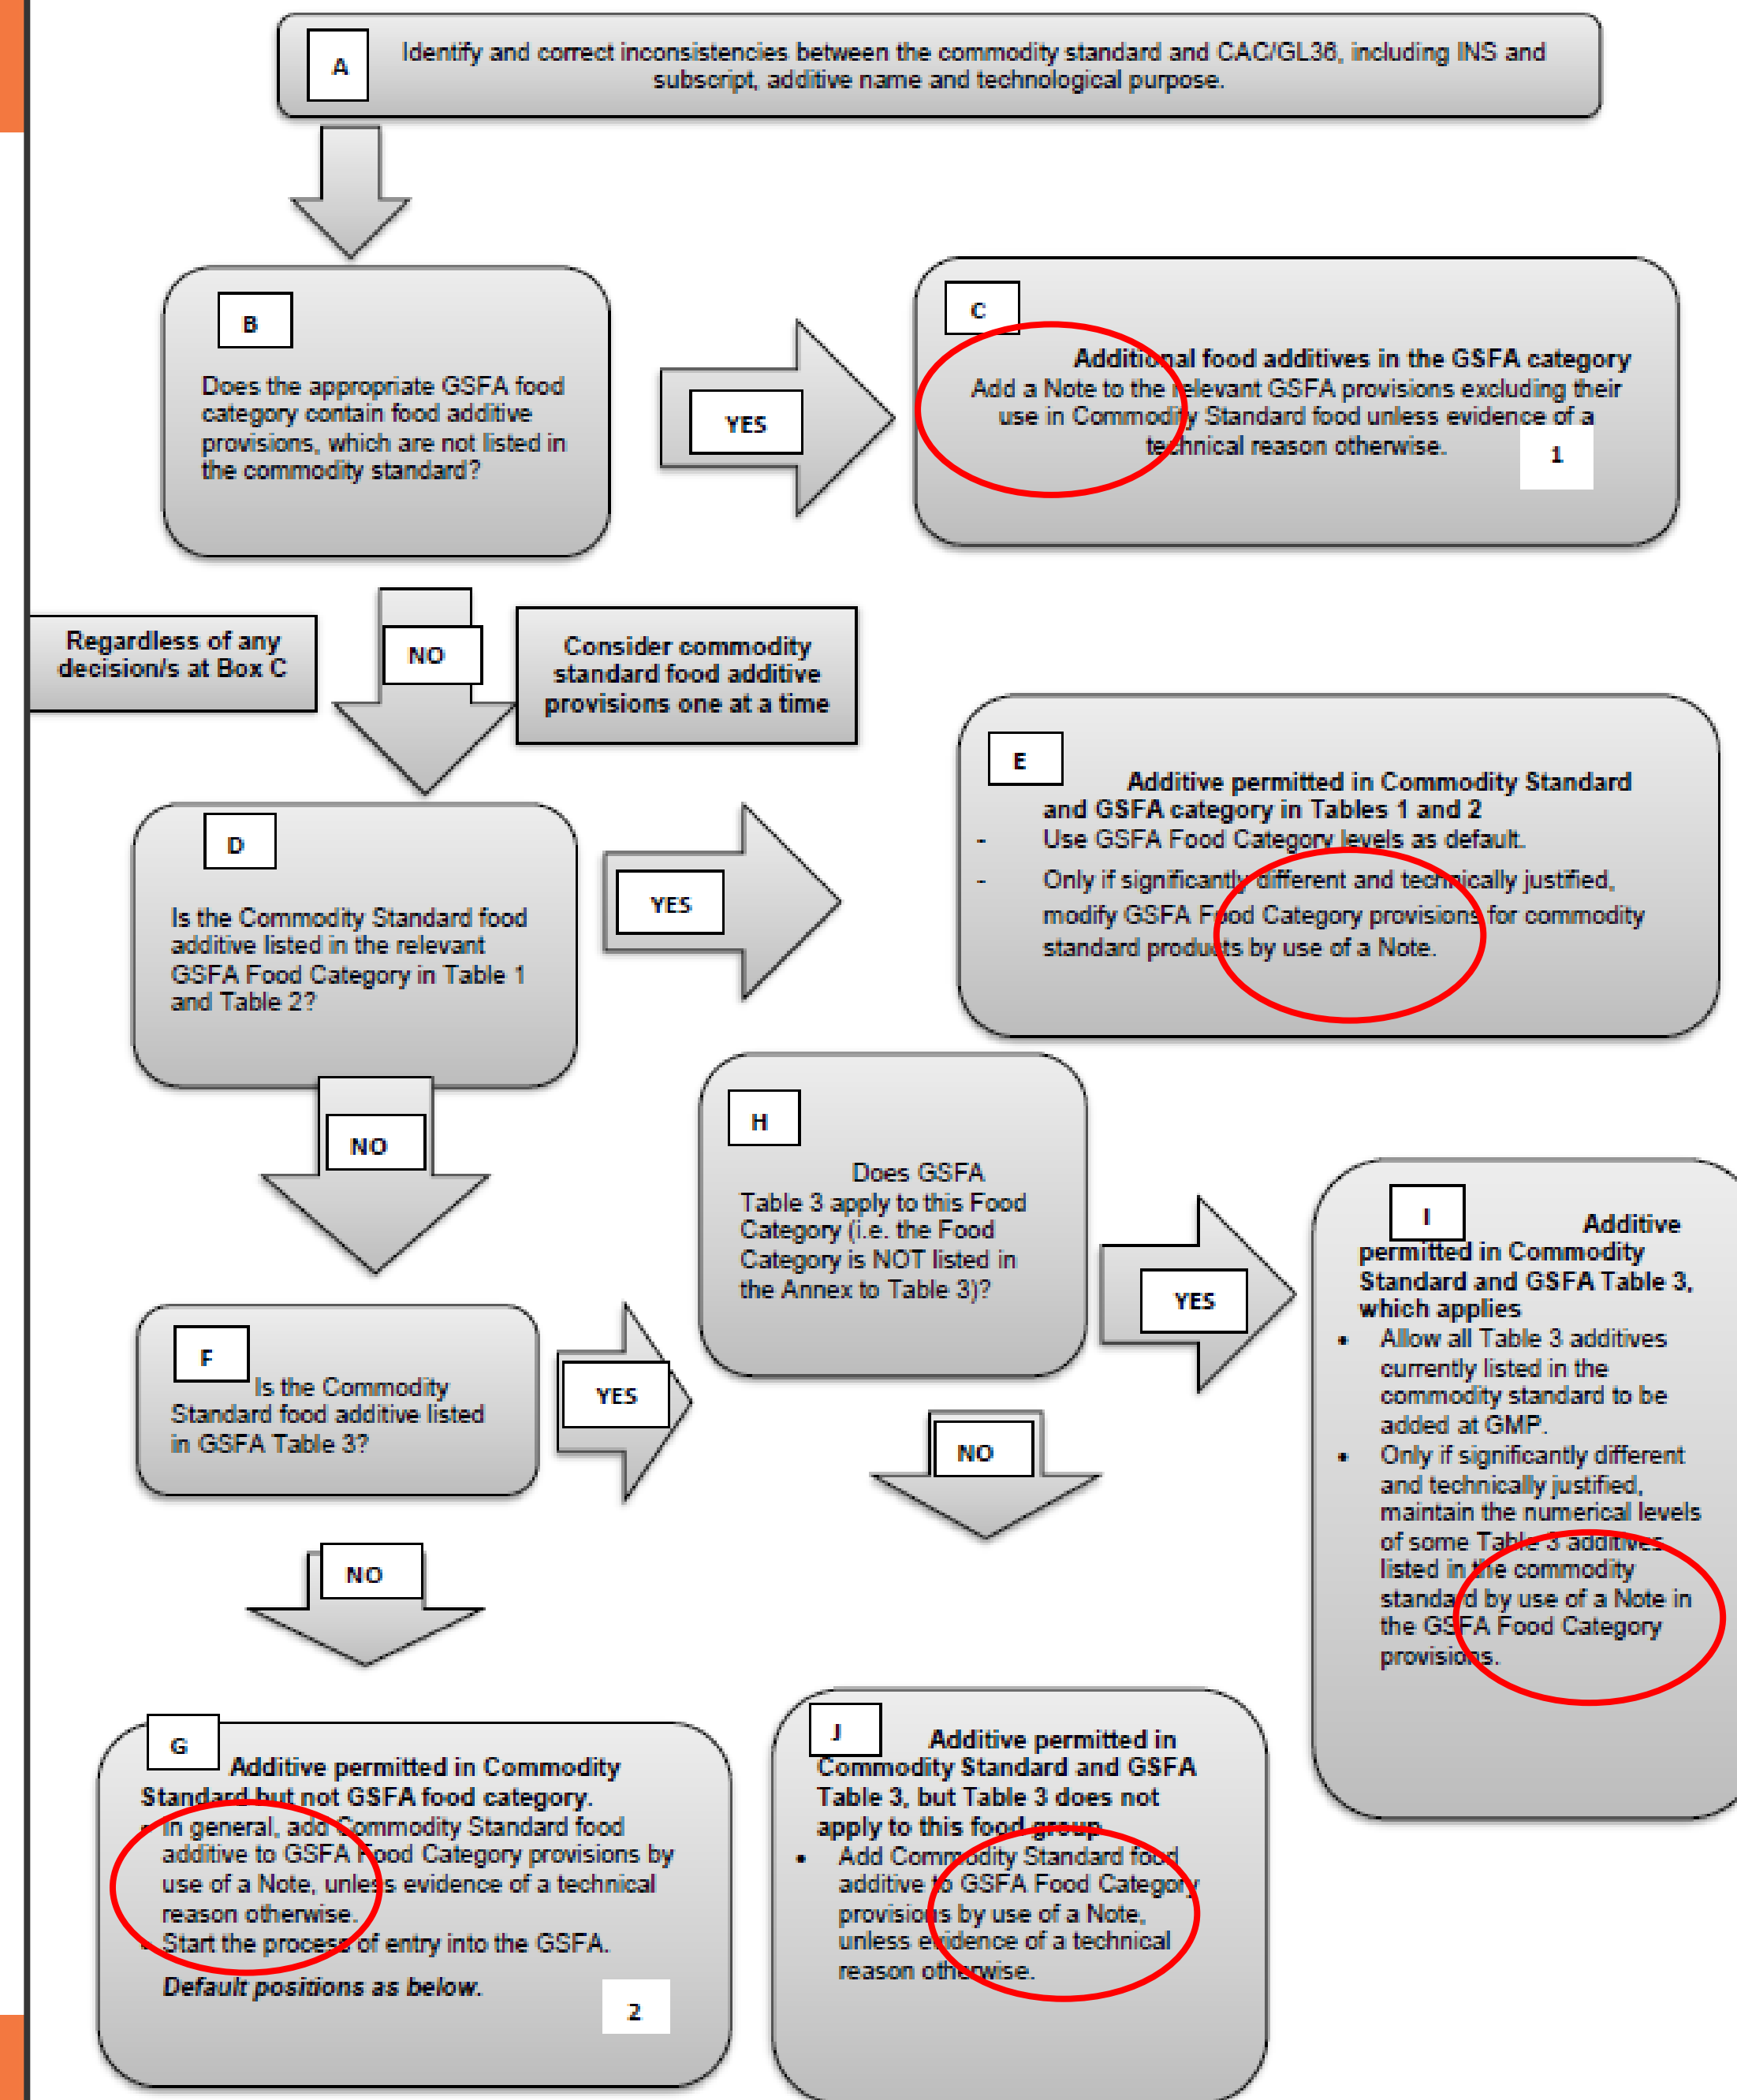 A
Identify and correct inconsistencies between the commodity standard and CAC/GL36, including INS and
subscript, additive name and technological purpose.
B
Does the appropriate GSFA food
category contain food additive
provisions, which are not listed in
the commodity standard?
YES
C
Additional food additives in the GSFA category
Add a Note to the relevant GSFA provisions excluding their
use in Commodity Standard food unless evidence of a
technical reason otherwise.
1
Regardless of any
decision/s at Box C
NO
Consider commodity
standard food additive
provisions one at a time
D
Is the Commodity Standard food
additive listed in the relevant
GSFA Food Category in Table 1
and Table 2?
YES
E
Additive permitted in Commodity Standard
and GSFA category in Tables 1 and 2
- Use GSFA Food Category levels as default.
- Only if significantly different and technically justified,
modify GSFA Food Category provisions for commodity
standard products by use of a Note.
NO
F
Is the Commodity
Standard food additive listed
in GSFA Table 3?
YES
H
Does GSFA
Table 3 apply to this Food
Category (i.e. the Food
Category is NOT listed in
the Annex to Table 3)?
YES
I
Additive
permitted in Commodity
Standard and GSFA Table 3,
which applies
• Allow all Table 3 additives
currently listed in the
commodity standard to be
added at GMP.
• Only if significantly different
and technically justified,
maintain the numerical levels
of some Table 3 additives
listed in the commodity
standard by use of a Note in
the GSFA Food Category
provisions.
NO
NO
G
Additive permitted in Commodity
Standard but not GSFA food category.
- In general, add Commodity Standard food
additive to GSFA Food Category provisions by
use of a Note, unless evidence of a technical
reason otherwise.
- Start the process of entry into the GSFA.
Default positions as below.
2
J
Additive permitted in
Commodity Standard and GSFA
Table 3, but Table 3 does not
apply to this food group
• Add Commodity Standard food
additive to GSFA Food Category
provisions by use of a Note,
unless evidence of a technical
reason otherwise.